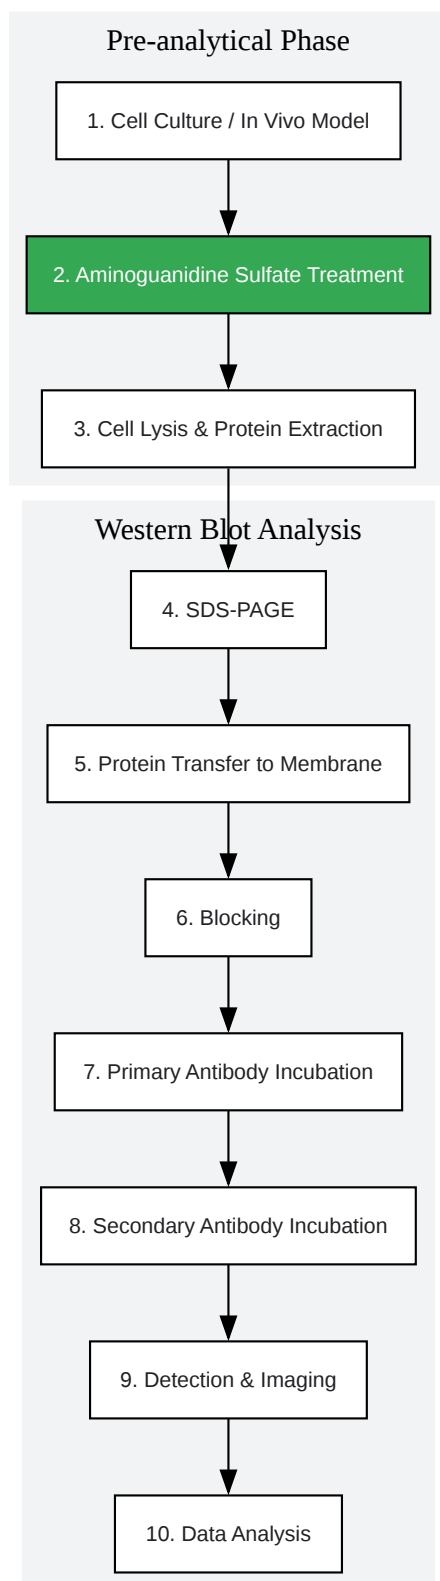 Pre-analytical Phase
1. Cell Culture / In Vivo Model
2. Aminoguanidine Sulfate Treatment
3. Cell Lysis & Protein Extraction
Western Blot Analysis
4. SDS-PAGE
5. Protein Transfer to Membrane
6. Blocking
7. Primary Antibody Incubation
8. Secondary Antibody Incubation
9. Detection & Imaging
10. Data Analysis